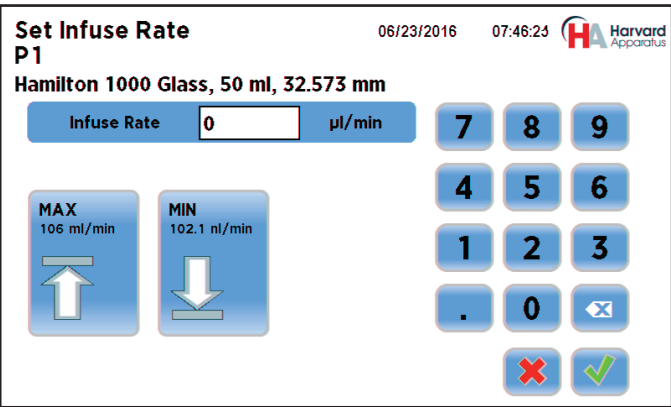 Set Infuse Rate
06/23/2016 07:46:23
HA Harvard Apparatus
P1
Hamilton 1000 Glass, 50 ml, 32.573 mm
Infuse Rate 0 µl/min
7 8 9
4 5 6
MAX
106 ml/min
MIN
102.1 nl/min
1 2 3
. 0